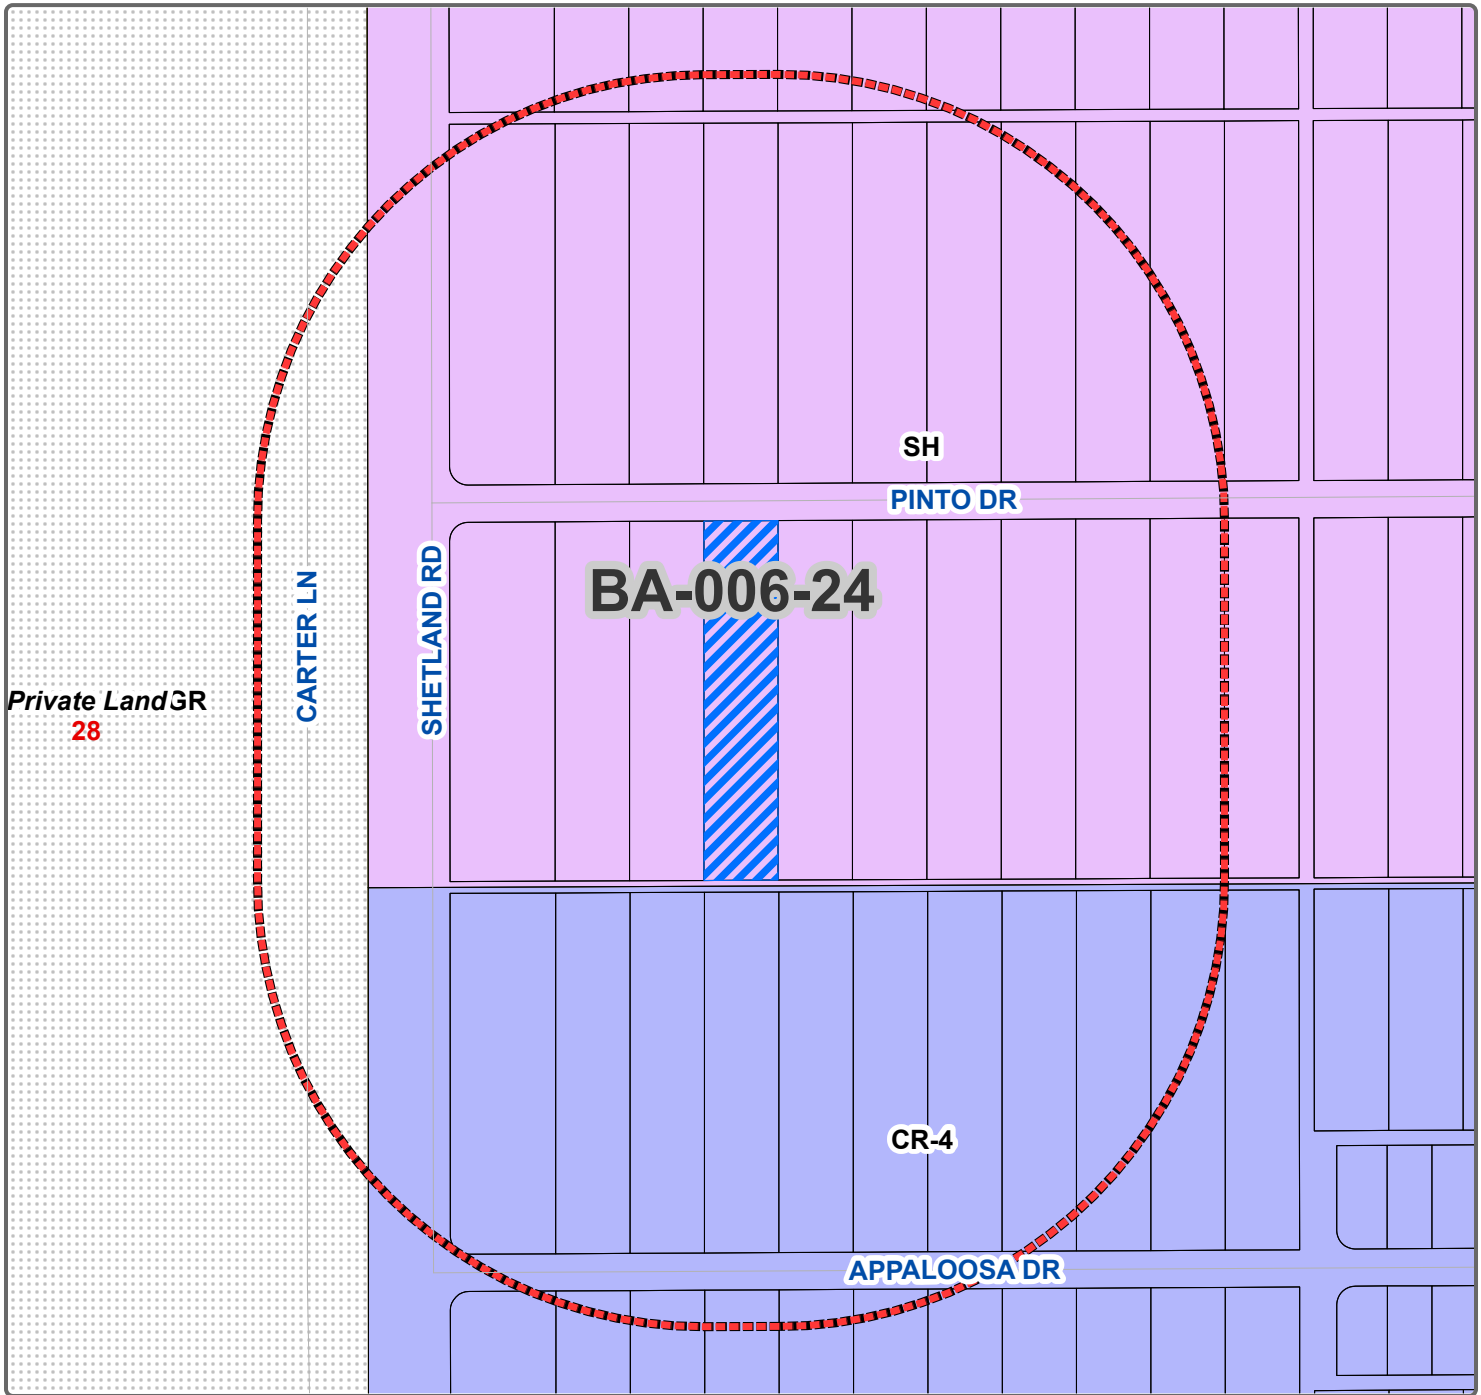 SH
PINTO DR
BA-006-24
SHETLAND RD
CARTER LN
Private Land GR
28
CR-4
APPALOOSA DR